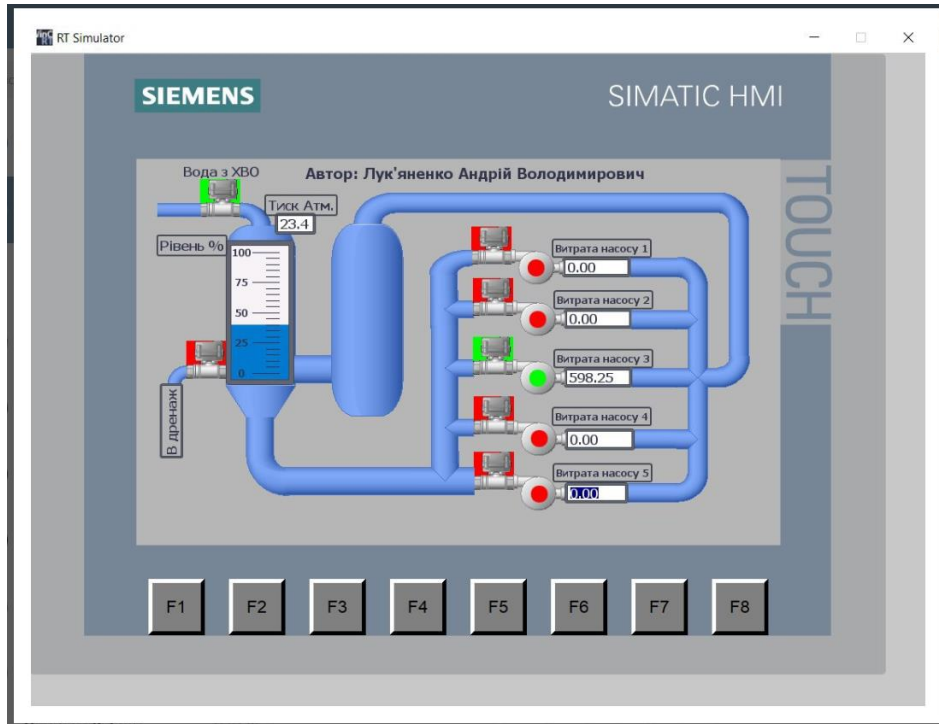 RT Simulator
SIEMENS
SIMATIC HMI
TOUCH
Вода з ХВО
Автор: Лук'яненко Андрій Володимирович
Тиск Атм.
23.4
Рівень %
100
75
50
25
0
В дренаж
Витрата насосу 1
0.00
Витрата насосу 2
0.00
Витрата насосу 3
598.25
Витрата насосу 4
0.00
Витрата насосу 5
0.00
F1 F2 F3 F4 F5 F6 F7 F8